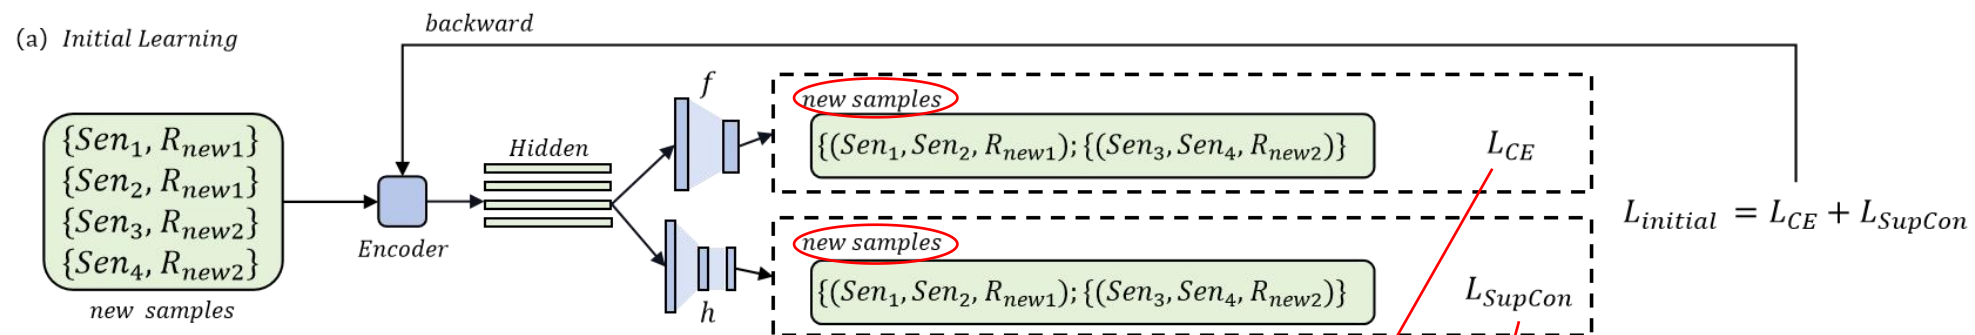 backward
(a) Initial Learning
{Sen1, Rnew1}
{Sen2, Rnew1}
{Sen3, Rnew2}
{Sen4, Rnew2}
new samples
Encoder
Hidden
f
h
new samples
{(Sen1, Sen2, Rnew1); {(Sen3, Sen4, Rnew2)}
LCE
new samples
{(Sen1, Sen2, Rnew1); {(Sen3, Sen4, Rnew2)}
LSupCon
Linitial = LCE + LSupCon